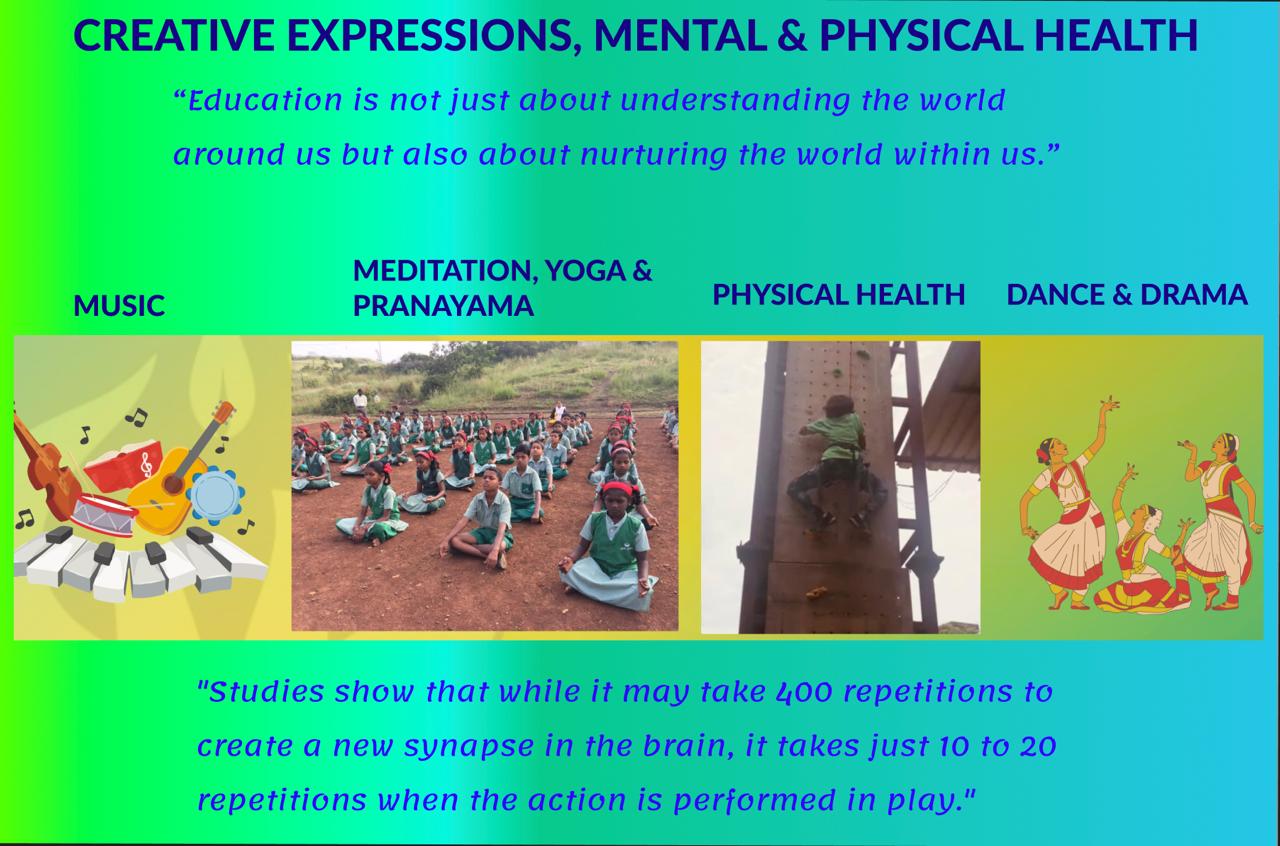 CREATIVE EXPRESSIONS, MENTAL & PHYSICAL HEALTH
“Education is not just about understanding the world
around us but also about nurturing the world within us.”
MUSIC
MEDITATION, YOGA &
PRANAYAMA
PHYSICAL HEALTH
DANCE & DRAMA
"Studies show that while it may take 400 repetitions to
create a new synapse in the brain, it takes just 10 to 20
repetitions when the action is performed in play."